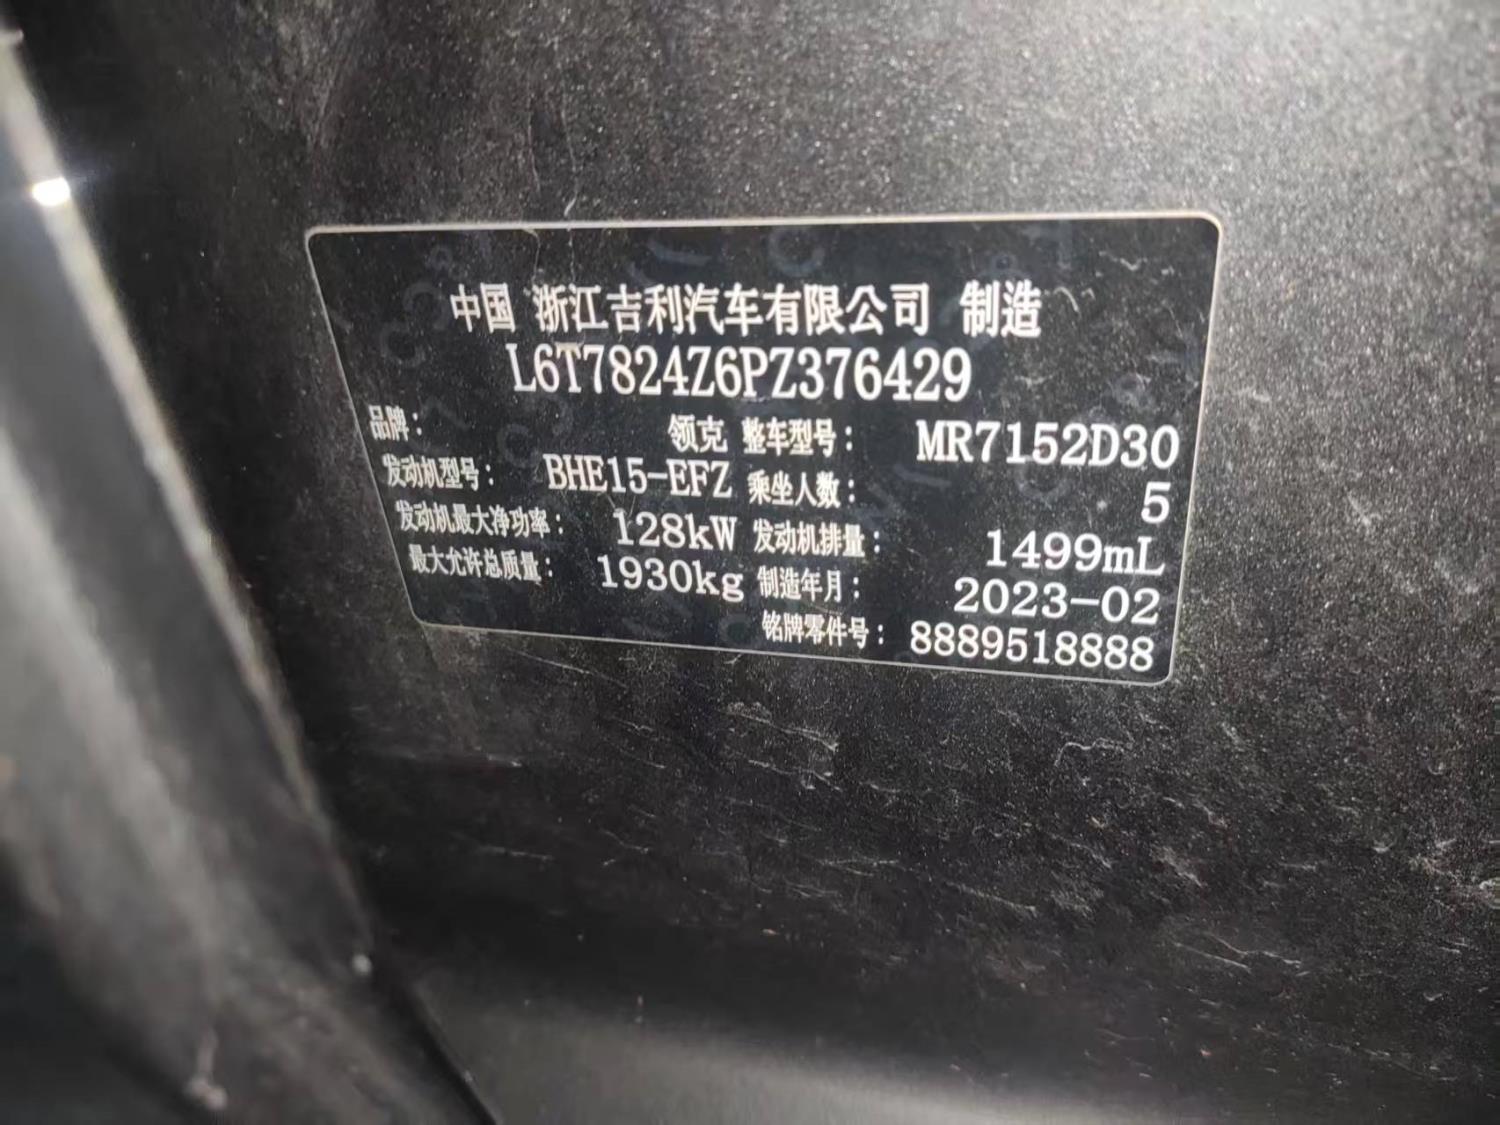 中国 浙江吉利汽车有限公司 制造
L6T7824Z6PZ376429
品牌： 领克 整车型号： MR7152D30
发动机型号： BHE15-EFZ 乘坐人数： 5
发动机最大净功率： 128kW 发动机排量： 1499mL
最大允许总质量： 1930kg 制造年月： 2023-02
铭牌零件号： 8889518888